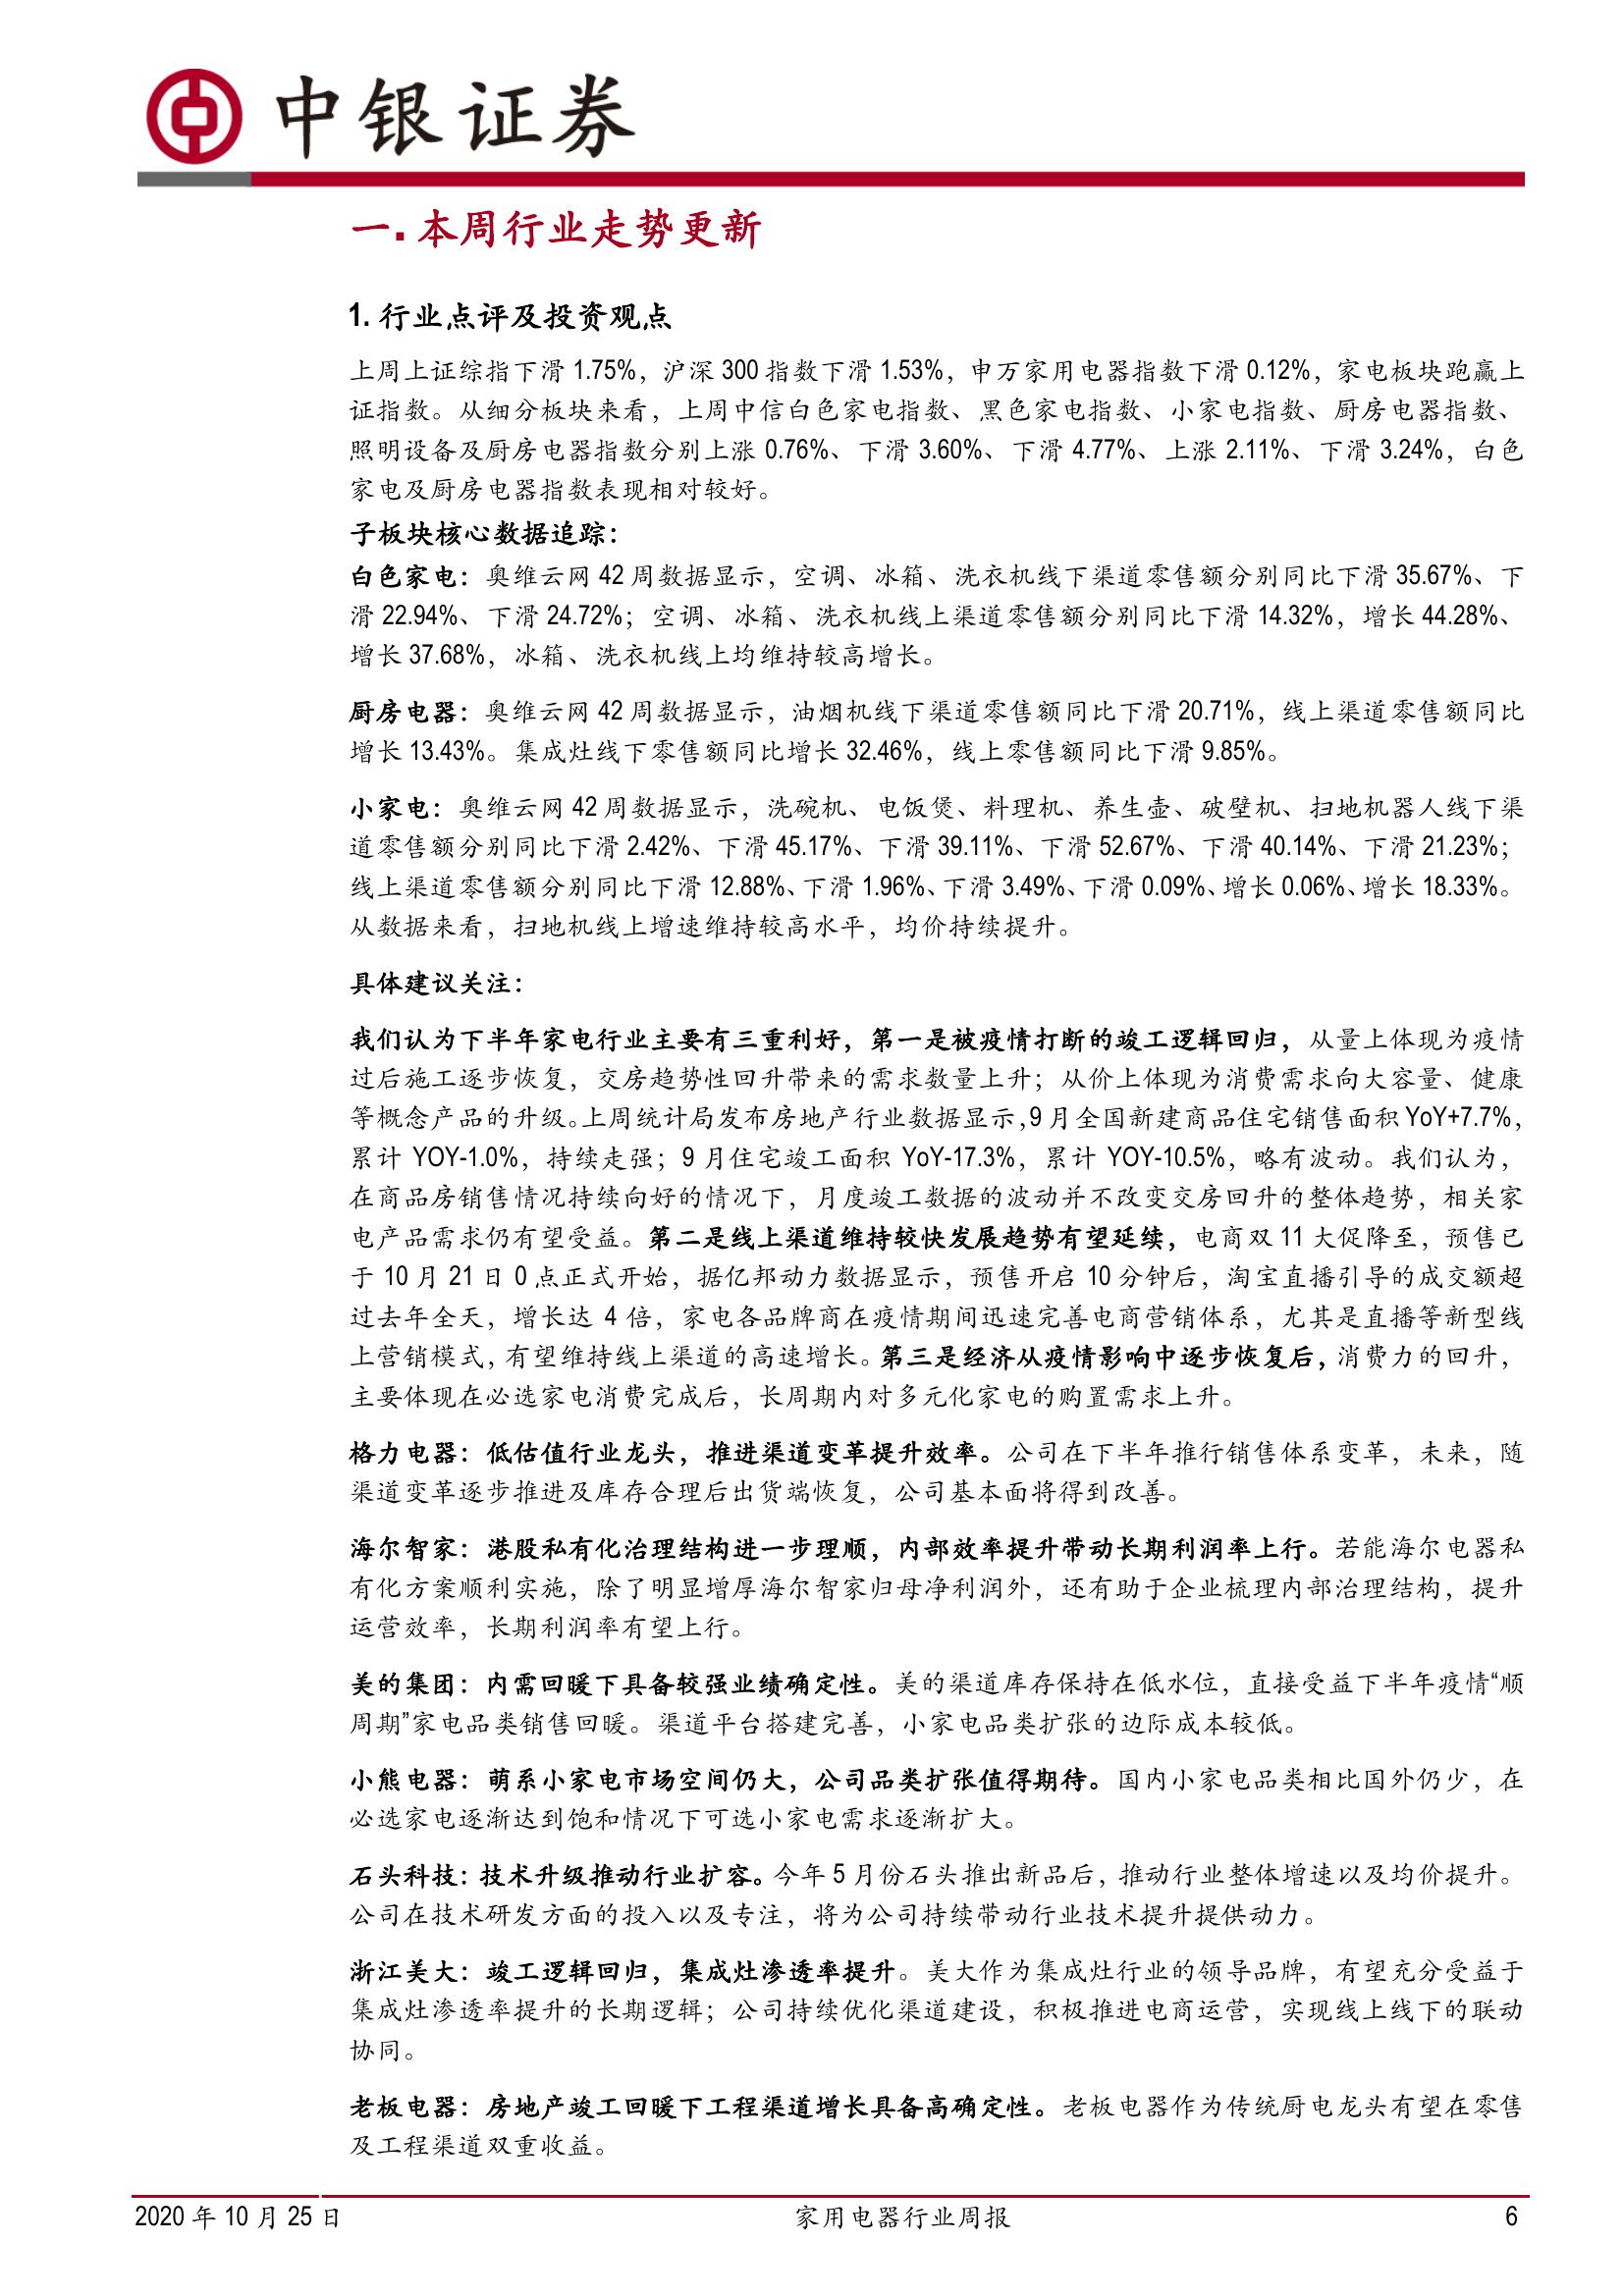 中银证券
一. 本周行业走势更新
1. 行业点评及投资观点
上周上证综指下滑 1.75%，沪深 300 指数下滑 1.53%，申万家用电器指数下滑 0.12%，家电板块跑赢上
证指数。从细分板块来看，上周中信白色家电指数、黑色家电指数、小家电指数、厨房电器指数、
照明设备及厨房电器指数分别上涨 0.76%、下滑 3.60%、下滑 4.77%、上涨 2.11%、下滑 3.24%，白色
家电及厨房电器指数表现相对较好。
子板块核心数据追踪：
白色家电：奥维云网 42 周数据显示，空调、冰箱、洗衣机线下渠道零售额分别同比下滑 35.67%、下
滑 22.94%、下滑 24.72%；空调、冰箱、洗衣机线上渠道零售额分别同比下滑 14.32%，增长 44.28%、
增长 37.68%，冰箱、洗衣机线上均维持较高增长。
厨房电器：奥维云网 42 周数据显示，油烟机线下渠道零售额同比下滑 20.71%，线上渠道零售额同比
增长 13.43%。集成灶线下零售额同比增长 32.46%，线上零售额同比下滑 9.85%。
小家电：奥维云网 42 周数据显示，洗碗机、电饭煲、料理机、养生壶、破壁机、扫地机器人线下渠
道零售额分别同比下滑 2.42%、下滑 45.17%、下滑 39.11%、下滑 52.67%、下滑 40.14%、下滑 21.23%；
线上渠道零售额分别同比下滑 12.88%、下滑 1.96%、下滑 3.49%、下滑 0.09%、增长 0.06%、增长 18.33%。
从数据来看，扫地机线上增速维持较高水平，均价持续提升。
具体建议关注：
我们认为下半年家电行业主要有三重利好，第一是被疫情打断的竣工逻辑回归，从量上体现为疫情
过后施工逐步恢复，交房趋势性回升带来的需求数量上升；从价上体现为消费需求向大容量、健康
等概念产品的升级。上周统计局发布房地产行业数据显示，9 月全国新建商品住宅销售面积 YoY+7.7%，
累计 YOY-1.0%，持续走强；9 月住宅竣工面积 YoY-17.3%，累计 YOY-10.5%，略有波动。我们认为，
在商品房销售情况持续向好的情况下，月度竣工数据的波动并不改变交房回升的整体趋势，相关家
电产品需求仍有望受益。第二是线上渠道维持较快发展趋势有望延续，电商双 11 大促降至，预售已
于 10 月 21 日 0 点正式开始，据亿邦动力数据显示，预售开启 10 分钟后，淘宝直播引导的成交额超
过去年全天，增长达 4 倍，家电各品牌商在疫情期间迅速完善电商营销体系，尤其是直播等新型线
上营销模式，有望维持线上渠道的高速增长。第三是经济从疫情影响中逐步恢复后，消费力的回升，
主要体现在必选家电消费完成后，长周期内对多元化家电的购置需求上升。
格力电器：低估值行业龙头，推进渠道变革提升效率。公司在下半年推行销售体系变革，未来，随
渠道变革逐步推进及库存合理后出货端恢复，公司基本面将得到改善。
海尔智家：港股私有化治理结构进一步理顺，内部效率提升带动长期利润率上行。若能海尔电器私
有化方案顺利实施，除了明显增厚海尔智家归母净利润外，还有助于企业梳理内部治理结构，提升
运营效率，长期利润率有望上行。
美的集团：内需回暖下具备较强业绩确定性。美的渠道库存保持在低水位，直接受益下半年疫情“顺
周期”家电品类销售回暖。渠道平台搭建完善，小家电品类扩张的边际成本较低。
小熊电器：萌系小家电市场空间仍大，公司品类扩张值得期待。国内小家电品类相比国外仍少，在
必选家电逐渐达到饱和情况下可选小家电需求逐渐扩大。
石头科技：技术升级推动行业扩容。今年 5 月份石头推出新品后，推动行业整体增速以及均价提升。
公司在技术研发方面的投入以及专注，将为公司持续带动行业技术提升提供动力。
浙江美大：竣工逻辑回归，集成灶渗透率提升。美大作为集成灶行业的领导品牌，有望充分受益于
集成灶渗透率提升的长期逻辑；公司持续优化渠道建设，积极推进电商运营，实现线上线下的联动
协同。
老板电器：房地产竣工回暖下工程渠道增长具备高确定性。老板电器作为传统厨电龙头有望在零售
及工程渠道双重收益。
2020 年 10 月 25 日
家用电器行业周报
6